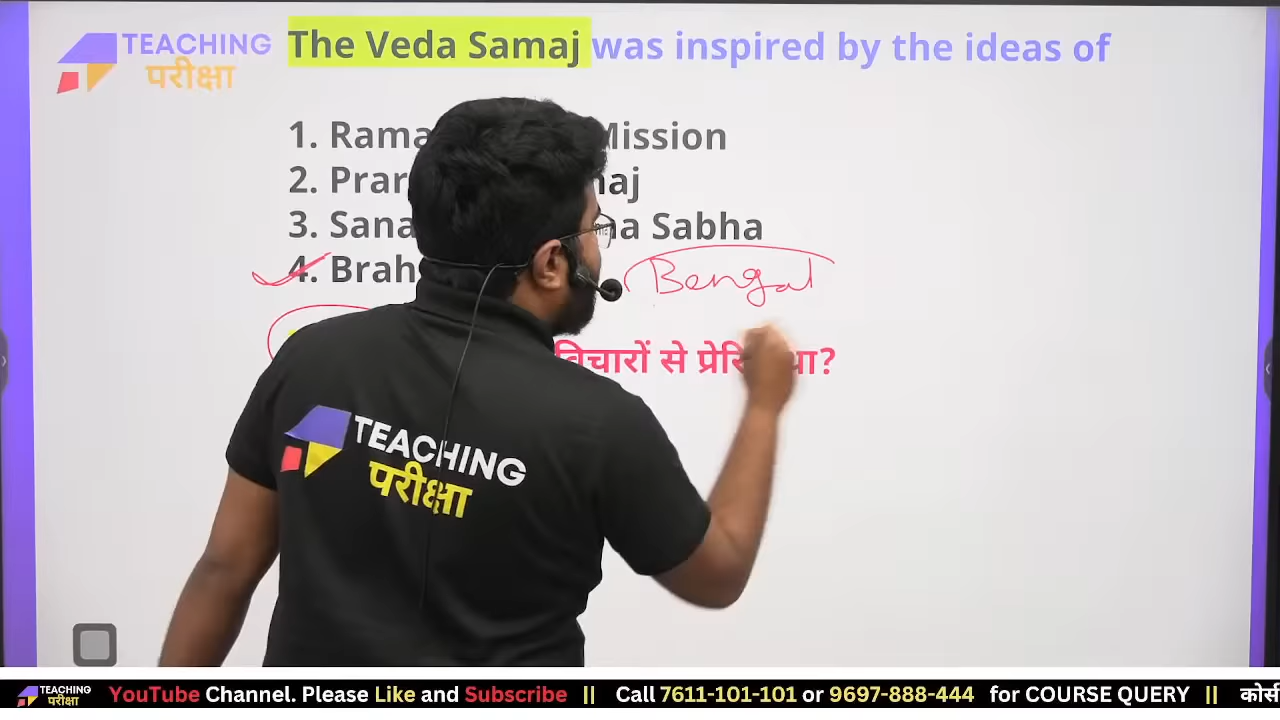 TEACHING
परीक्षा
The Veda Samaj was inspired by the ideas of
1. Rama Mission
2. Prar aj
3. Sana a Sabha
4. Brah
Bengal
विचारों से प्रेरि था?
TEACHING
परीक्षा
TEACHING
परीक्षा
YouTube Channel. Please Like and Subscribe || Call 7611-101-101 or 9697-888-444 for COURSE QUERY || कोर्स